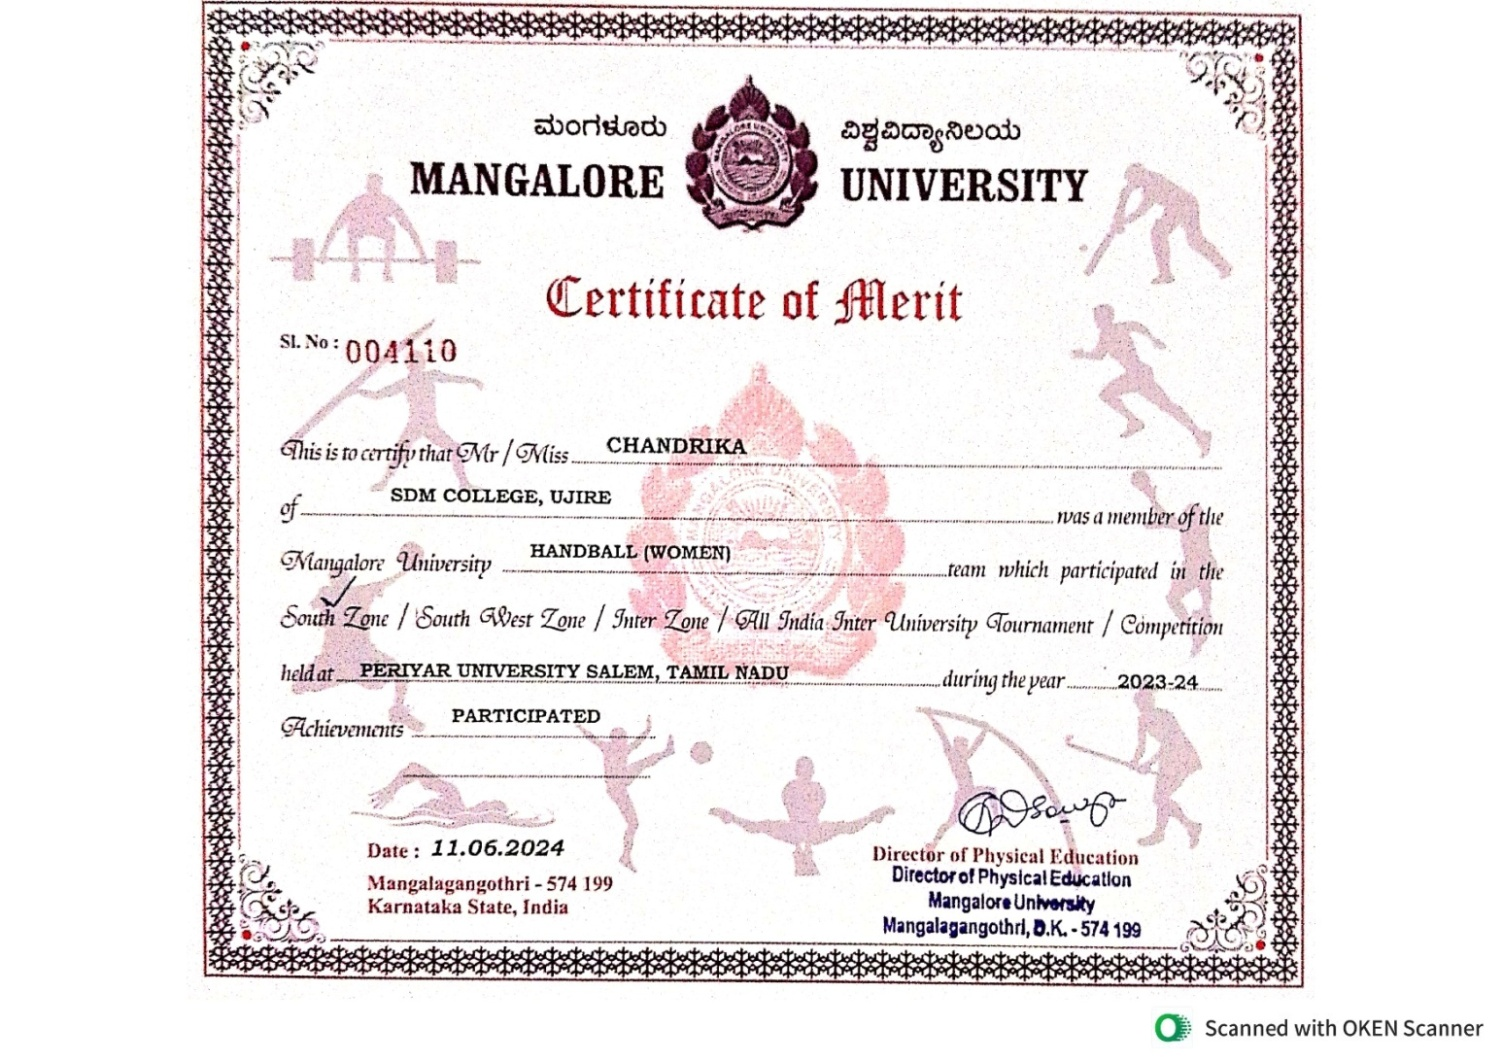 ಮಂಗಳೂರು ವಿಶ್ವವಿದ್ಯಾನಿಲಯ
MANGALORE UNIVERSITY
Certificate of Merit
Sl. No : 004110
This is to certify that Mr / Miss CHANDRIKA
of SDM COLLEGE, UJIRE was a member of the
Mangalore University HANDBALL (WOMEN) team which participated in the
South Zone / South West Zone / Inter Zone / All India Inter University Tournament / Competition
held at PERIYAR UNIVERSITY SALEM, TAMIL NADU during the year 2023-24
Achievements PARTICIPATED
Date : 11.06.2024
Mangalagangothri - 574 199
Karnataka State, India
Director of Physical Education
Director of Physical Education
Mangalore University
Mangalagangothri, D.K. - 574 199
Scanned with OKEN Scanner